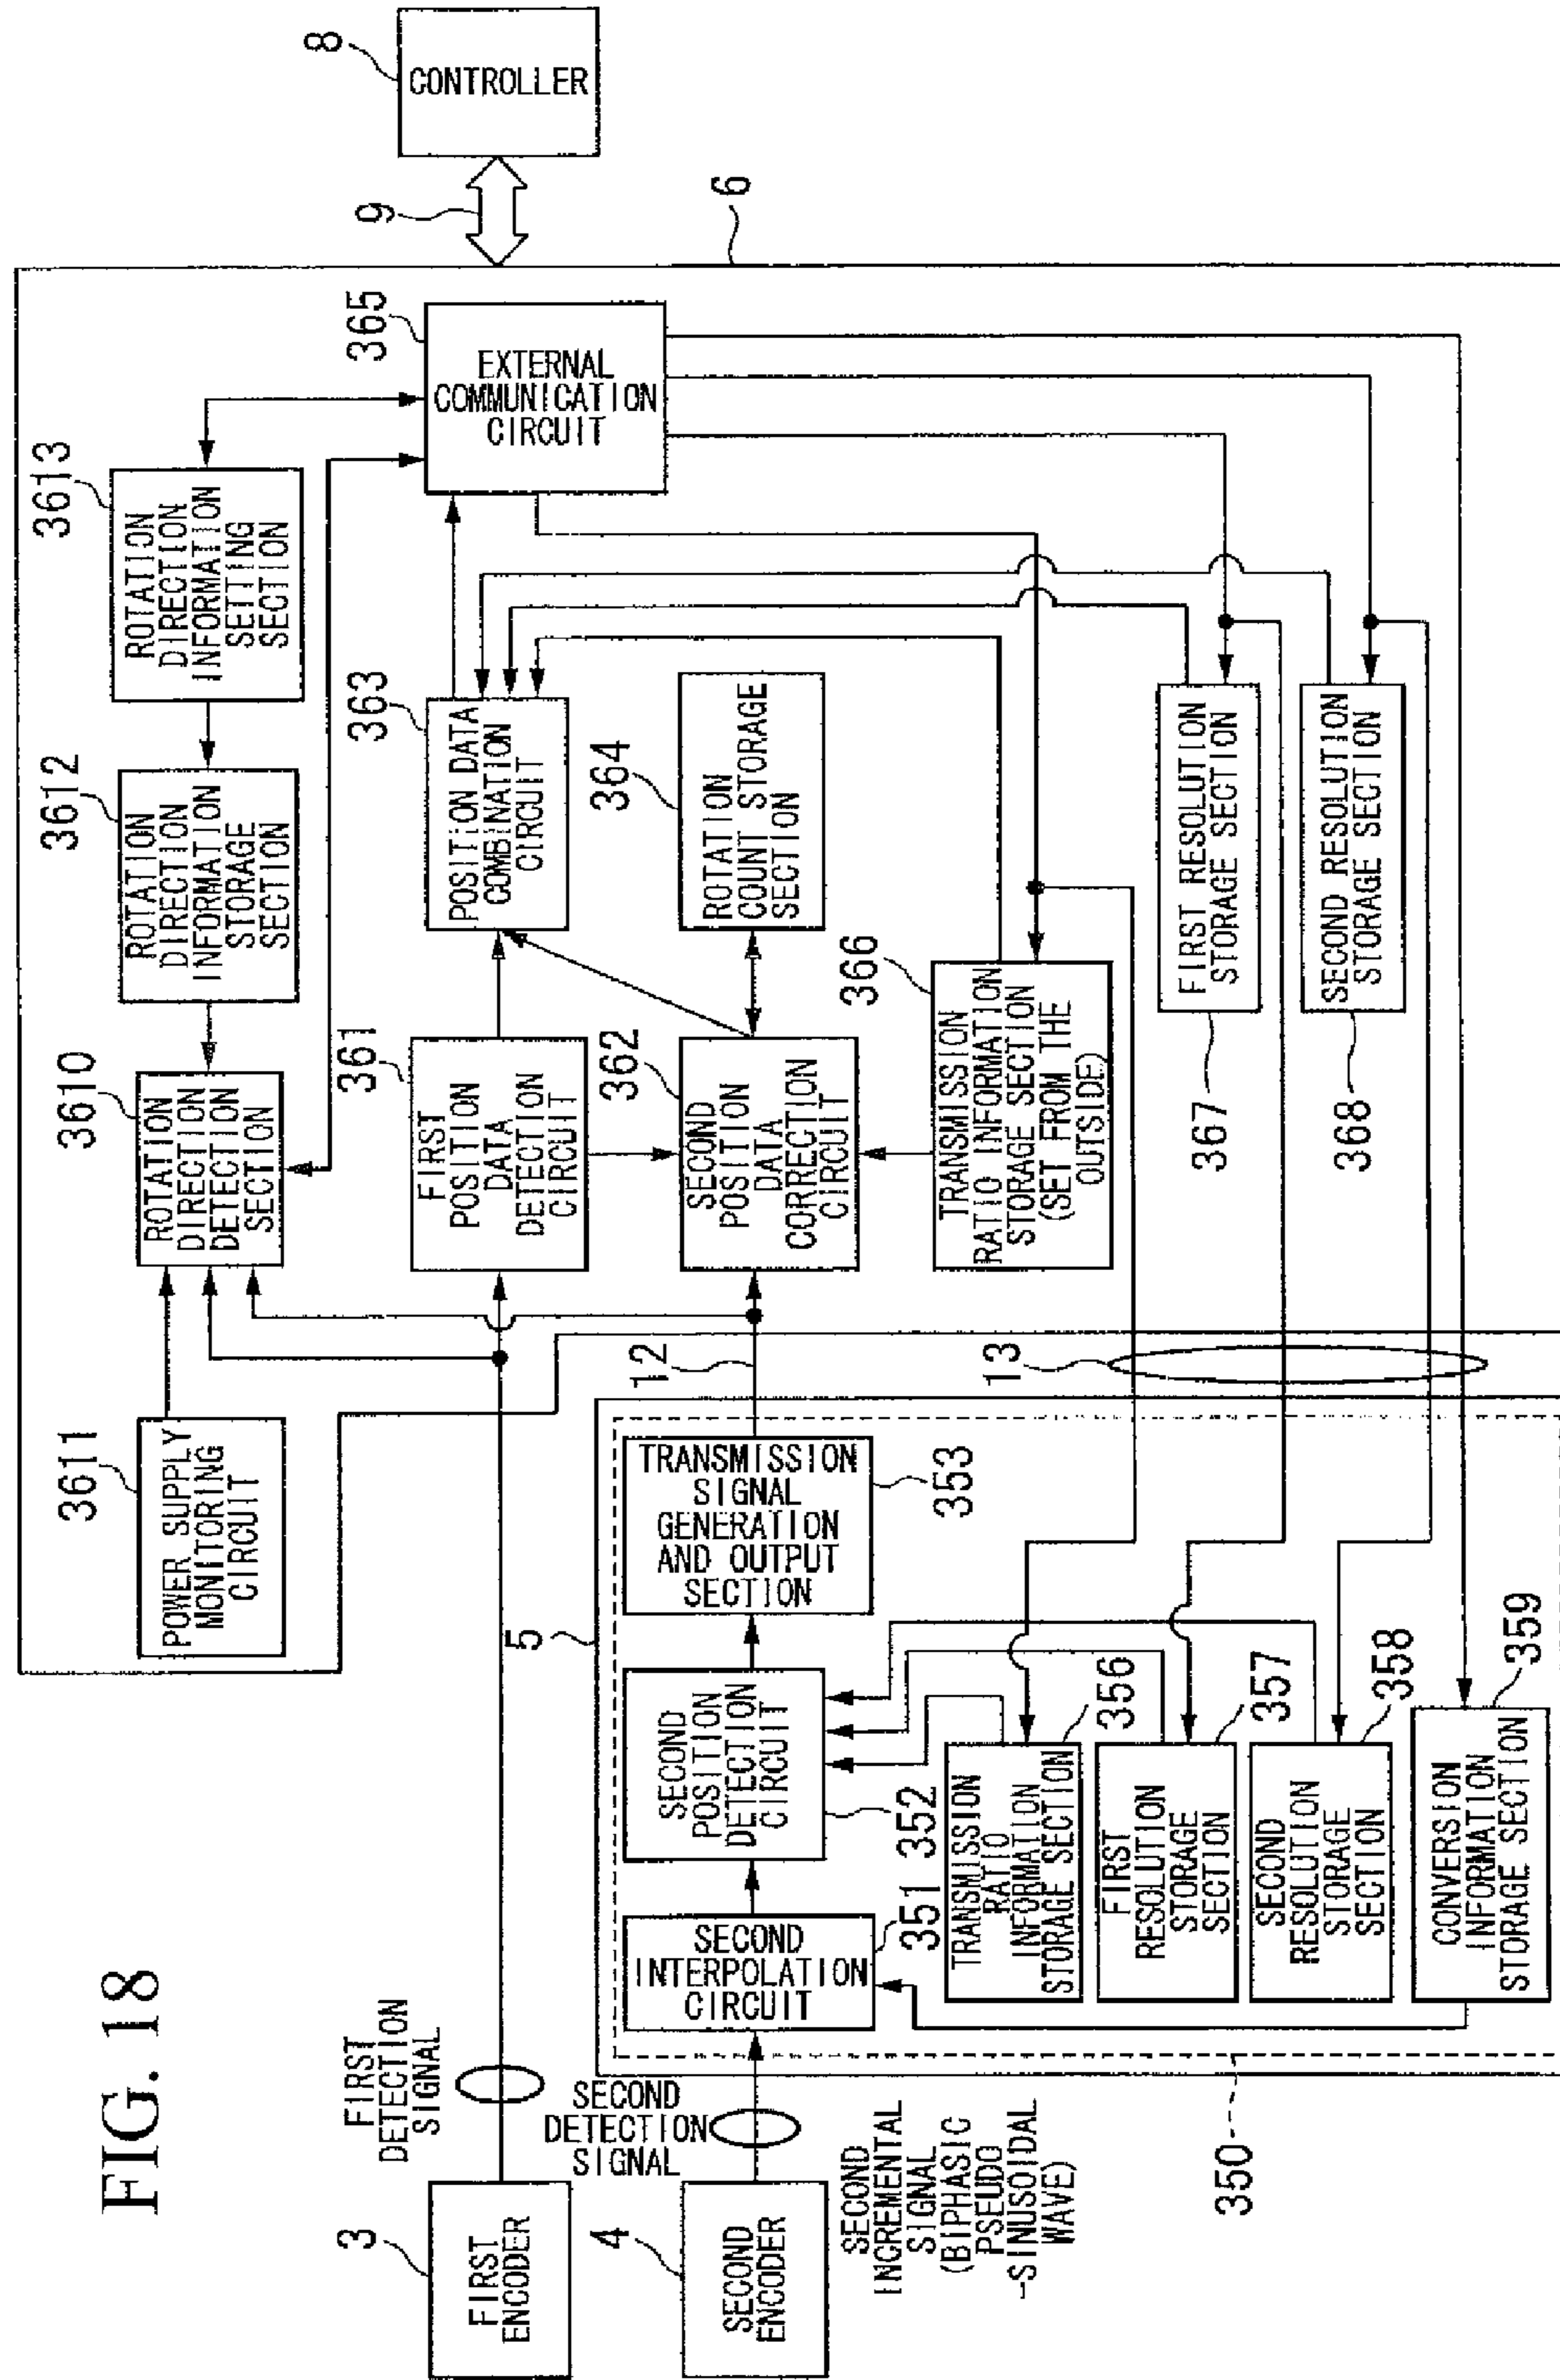 FIG. 18
3
FIRST
ENCODER
FIRST
DETECTION
SIGNAL
4
SECOND
ENCODER
SECOND
DETECTION
SIGNAL
SECOND
INCREMENTAL
SIGNAL
(BIPHASIC
PSEUDO
-SINUSOIDAL
WAVE)
350
5
SECOND
INTERPOLATION
CIRCUIT
351
SECOND
POSITION
DETECTION
CIRCUIT
352
TRANSMISSION
SIGNAL
GENERATION
AND OUTPUT
SECTION
353
TRANSMISSION
RATIO
INFORMATION
STORAGE SECTION
356
FIRST
RESOLUTION
STORAGE
SECTION
357
SECOND
RESOLUTION
STORAGE
SECTION
358
CONVERSION
INFORMATION
STORAGE SECTION
359
12
13
3611
POWER SUPPLY
MONITORING
CIRCUIT
3610
ROTATION
DIRECTION
DETECTION
SECTION
3612
ROTATION
DIRECTION
INFORMATION
STORAGE
SECTION
3613
ROTATION
DIRECTION
INFORMATION
SETTING
SECTION
361
FIRST
POSITION
DATA
DETECTION
CIRCUIT
362
SECOND
POSITION
DATA
CORRECTION
CIRCUIT
363
POSITION DATA
COMBINATION
CIRCUIT
364
ROTATION
COUNT STORAGE
SECTION
365
EXTERNAL
COMMUNICATION
CIRCUIT
366
TRANSMISSION
RATIO INFORMATION
STORAGE SECTION
(SET FROM THE
OUTSIDE)
FIRST RESOLUTION
STORAGE SECTION
367
SECOND RESOLUTION
STORAGE SECTION
368
6
9
8
CONTROLLER